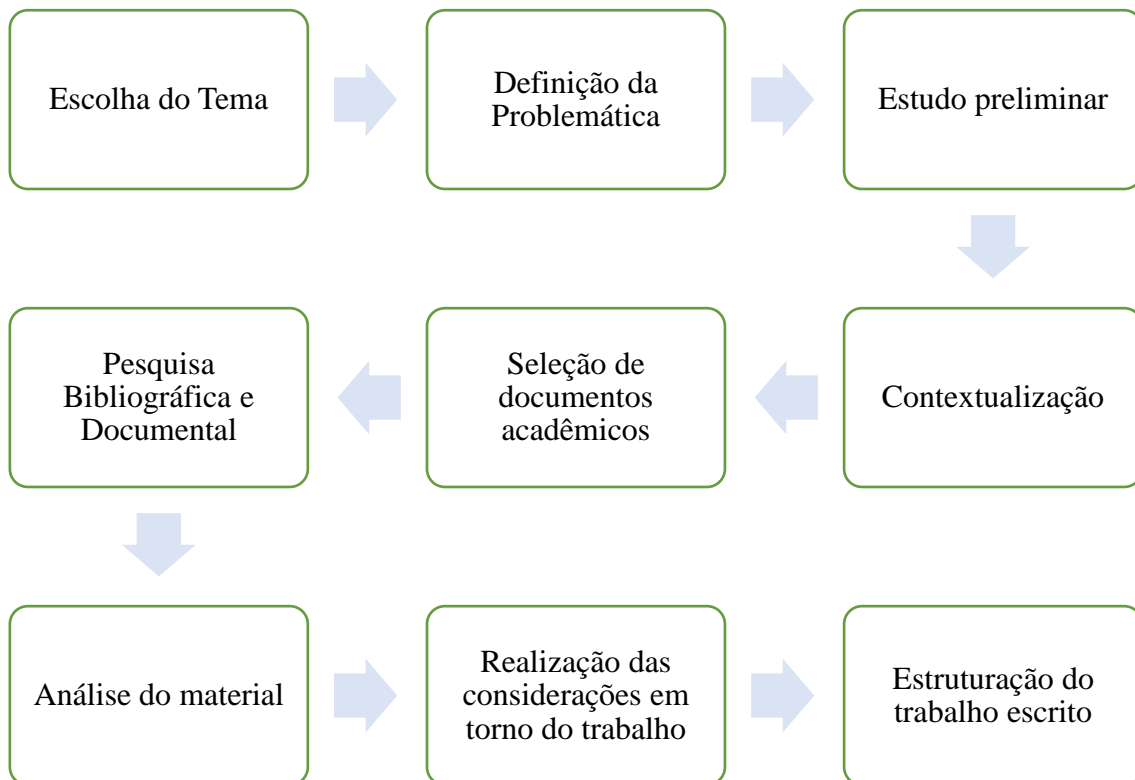 Escolha do Tema
Definição da
Problemática
Estudo preliminar
Contextualização
Seleção de
documentos
acadêmicos
Pesquisa
Bibliográfica e
Documental
Análise do material
Realização das
considerações em
torno do trabalho
Estruturação do
trabalho escrito